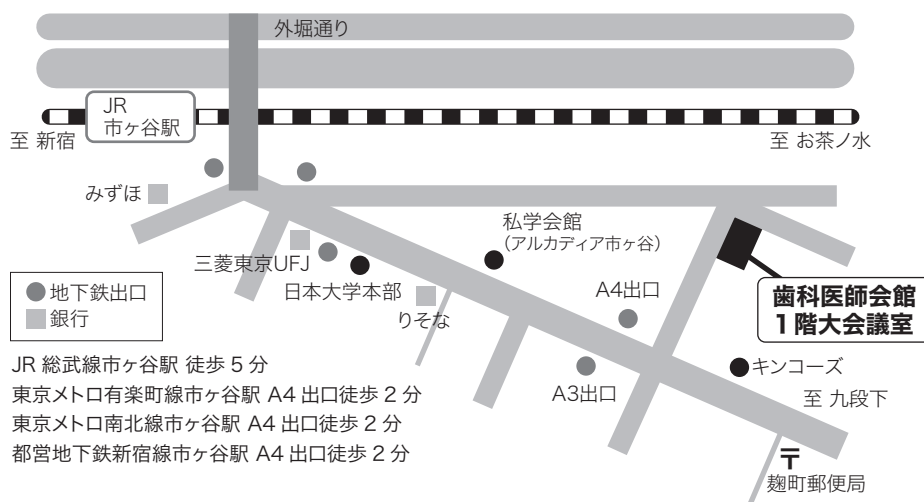 外堀通り
JR
市ヶ谷駅
至 新宿
至 お茶ノ水
みずほ
私学会館
（アルカディア市ヶ谷）
三菱東京UFJ
日本大学本部
りそな
A4出口
歯科医師会館
1階大会議室
地下鉄出口
銀行
A3出口
キンコーズ
至 九段下
〒
麹町郵便局
JR 総武線市ヶ谷駅 徒歩 5 分
東京メトロ有楽町線市ヶ谷駅 A4 出口徒歩 2 分
東京メトロ南北線市ヶ谷駅 A4 出口徒歩 2 分
都営地下鉄新宿線市ヶ谷駅 A4 出口徒歩 2 分